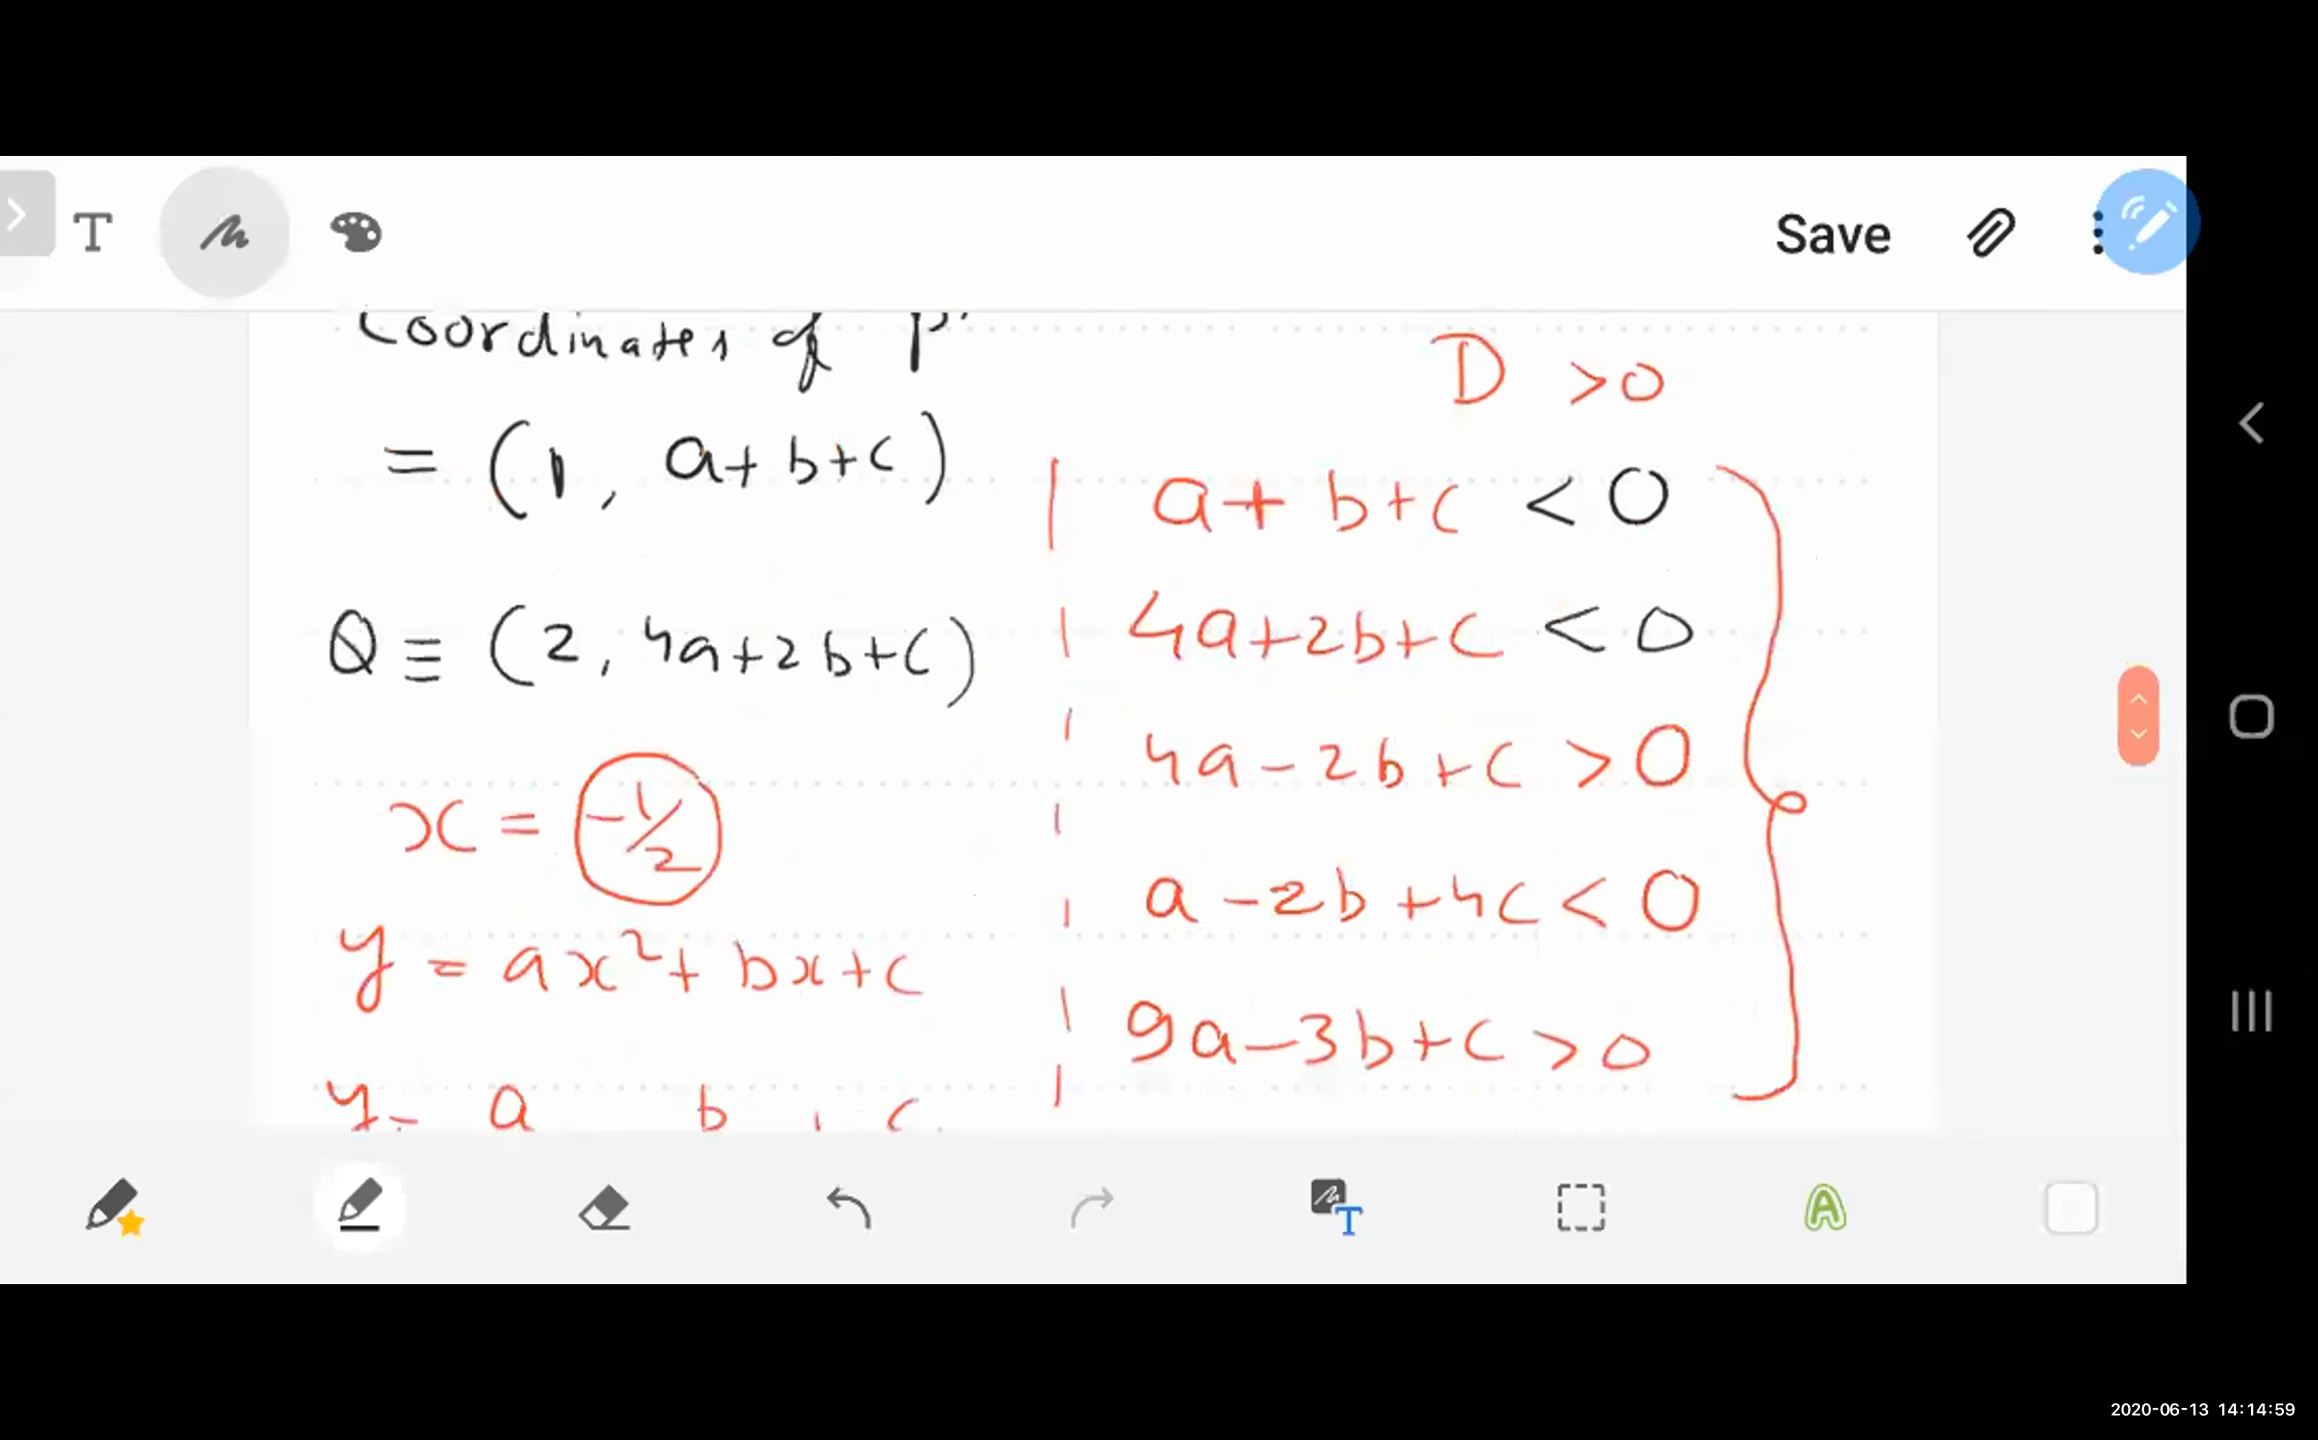 T
Save
Coordinates of P
= (1, a+b+c)
Q ≡ (2, 4a+2b+c)
x = -1/2
y = ax²+bx+c
y= a b + c
D >0
a+b+c <0
4a+2b+c <0
4a-2b+c >0
a-2b+4c <0
9a-3b+c >0
T
A
2020-06-13 14:14:59